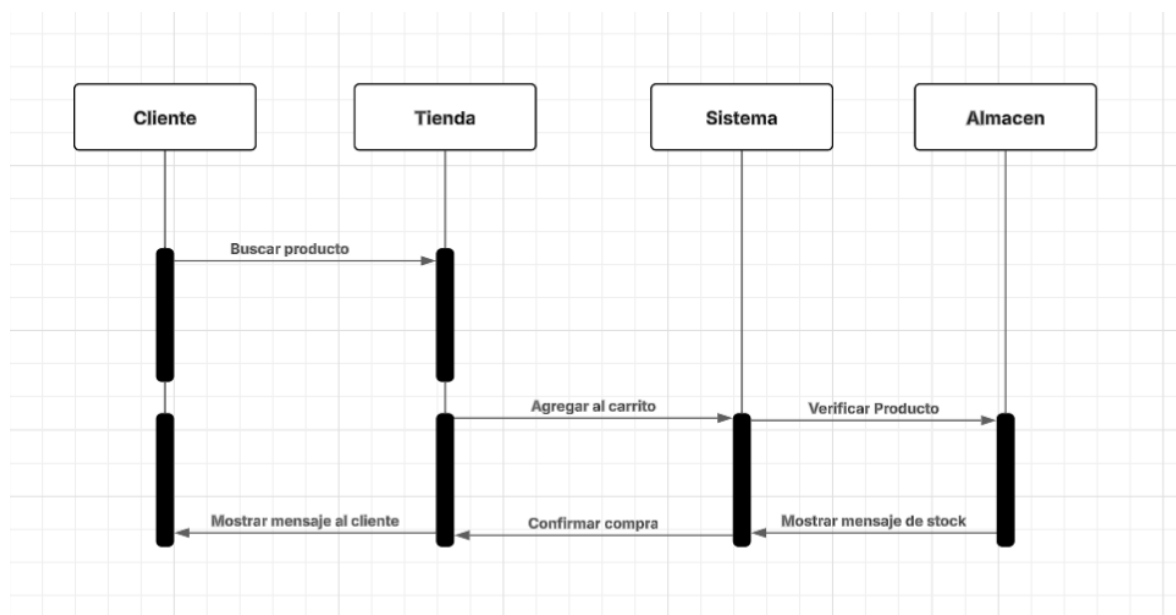 Cliente
Tienda
Sistema
Almacen
Buscar producto
Agregar al carrito
Verificar Producto
Mostrar mensaje al cliente
Confirmar compra
Mostrar mensaje de stock